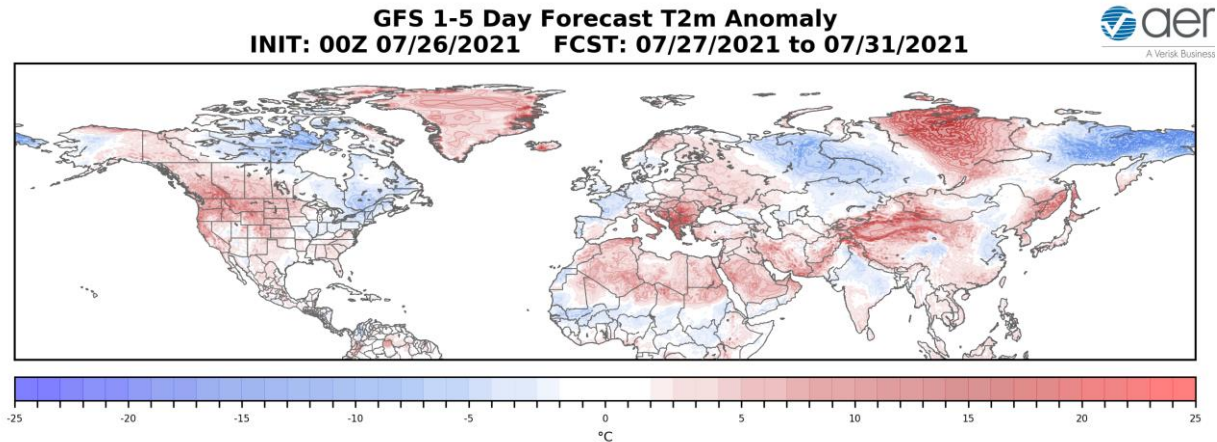 GFS 1-5 Day Forecast T2m Anomaly
INIT: 00Z 07/26/2021 FCST: 07/27/2021 to 07/31/2021
aer
A Verisk Business
-25 -20 -15 -10 -5 0 5 10 15 20 25
°C